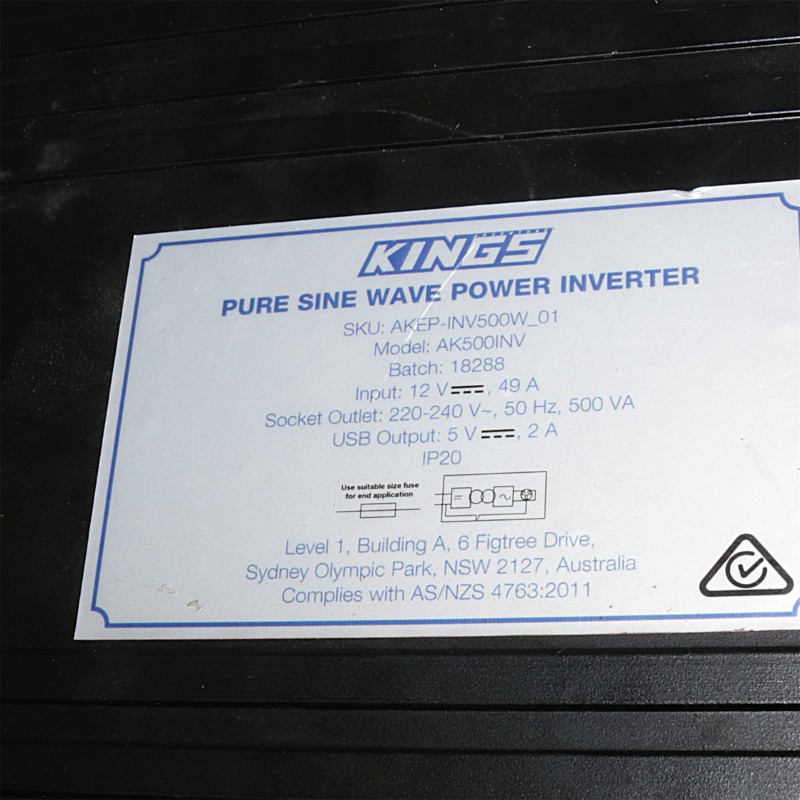 KINGS
PURE SINE WAVE POWER INVERTER
SKU: AKEP-INV500W_01
Model: AK500INV
Batch: 18288
Input: 12 V⎓, 49 A
Socket Outlet: 220-240 V~, 50 Hz, 500 VA
USB Output: 5 V⎓, 2 A
IP20
Use suitable size fuse
for end application
Level 1, Building A, 6 Figtree Drive,
Sydney Olympic Park, NSW 2127, Australia
Complies with AS/NZS 4763:2011